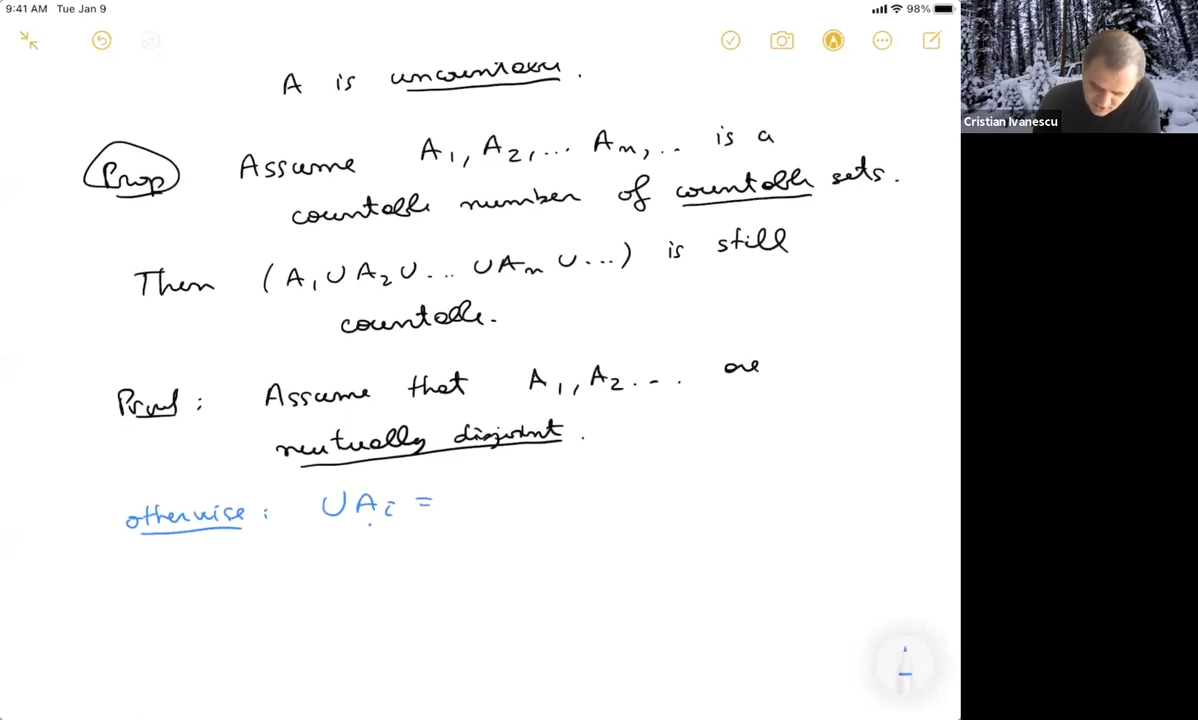 9:41 AM Tue Jan 9
98%
A is uncountable.
Prop Assume A₁, A₂, ... Aₙ, .. is a
countable number of countable sets.
Then (A₁ ∪ A₂ ∪ ... ∪ Aₙ ∪ ...) is still
countable.
Proof : Assume that A₁, A₂ ... are
mutually disjoint.
otherwise : ∪ Aᵢ =
Cristian Ivanescu